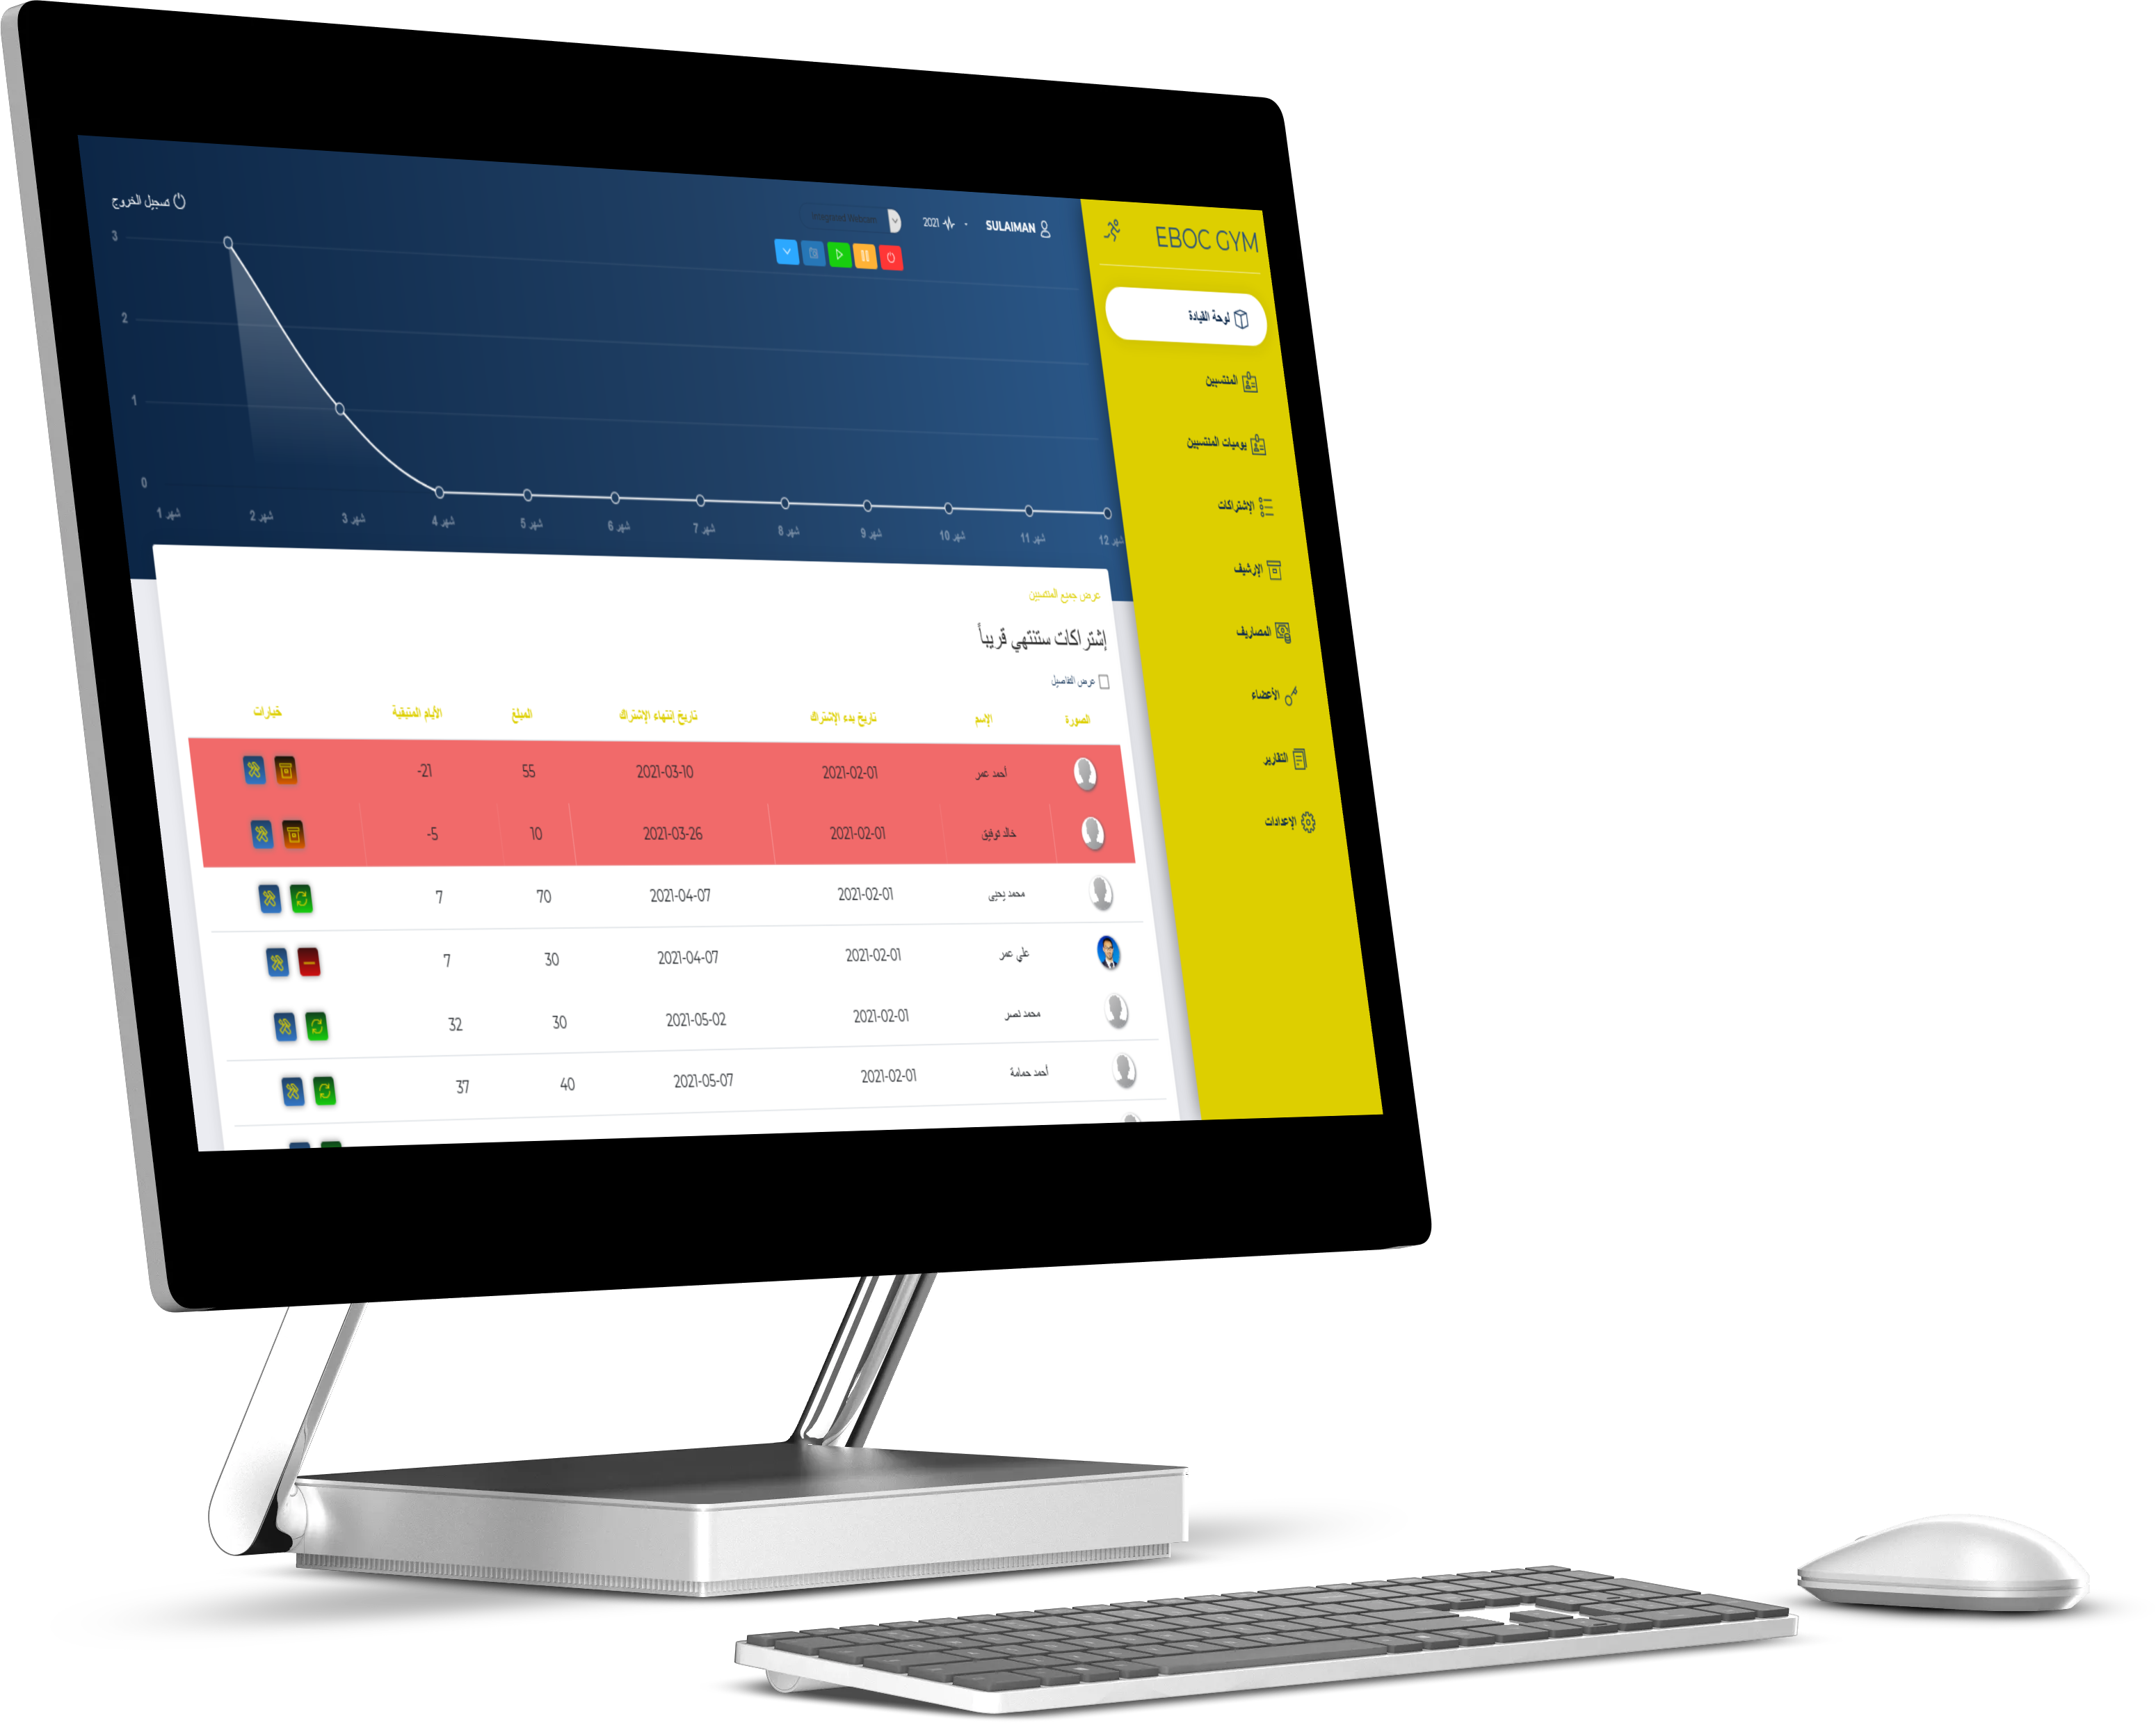 EBOC GYM
لوحة القيادة
المنتسبين
يوميات المنتسبين
الإشتراكات
الإرشيف
المصاريف
الأعضاء
التقارير
الإعدادات
SULAIMAN
2021
Integrated Webcam
تسجيل الخروج
3
2
1
0
شهر 1 شهر 2 شهر 3 شهر 4 شهر 5 شهر 6 شهر 7 شهر 8 شهر 9 شهر 10 شهر 11 شهر 12
عرض جميع المنتسبين
إشتراكات ستنتهي قريباً
عرض التفاصيل
الصورة الإسم تاريخ بدء الإشتراك تاريخ إنتهاء الإشتراك المبلغ الأيام المتبقية خيارات
أحمد عمر 2021-02-01 2021-03-10 55 -21
خالد توفيق 2021-02-01 2021-03-26 10 -5
محمد يحيى 2021-02-01 2021-04-07 70 7
علي عمر 2021-02-01 2021-04-07 30 7
محمد نصر 2021-02-01 2021-05-02 30 32
أحمد حمامة 2021-02-01 2021-05-07 40 37